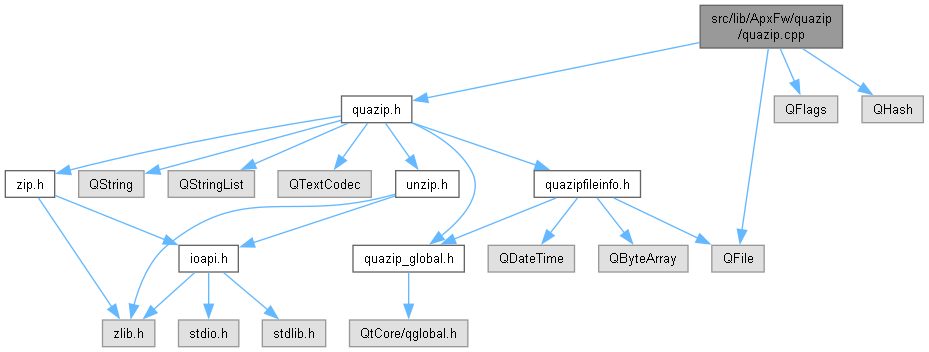 src/lib/ApxFw/quazip
/quazip.cpp
quazip.h
QFlags
QHash
zip.h
QString
QStringList
QTextCodec
unzip.h
quazipfileinfo.h
ioapi.h
quazip_global.h
QDateTime
QByteArray
QFile
zlib.h
stdio.h
stdlib.h
QtCore/qglobal.h